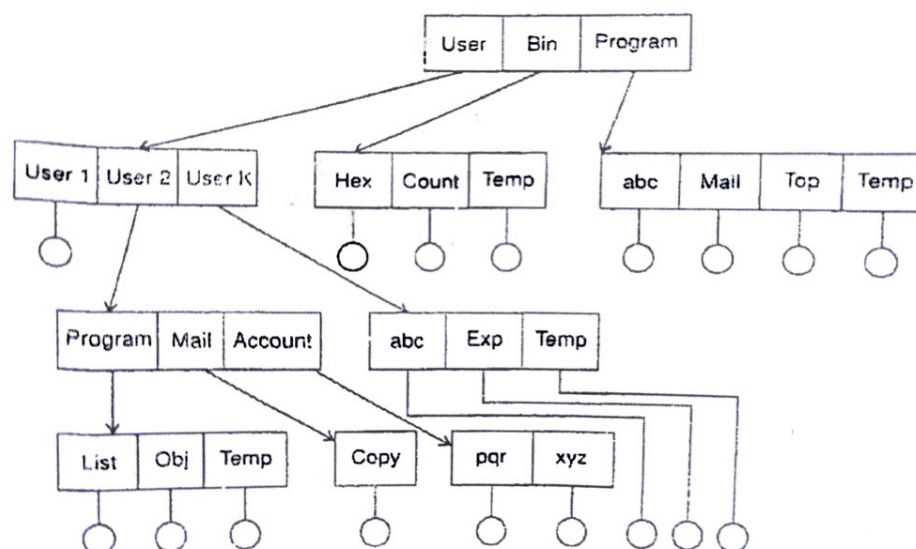 User Bin Program
User 1 User 2 User K
Hex Count Temp
abc Mail Top Temp
Program Mail Account
abc Exp Temp
List Obj Temp
Copy
pqr xyz